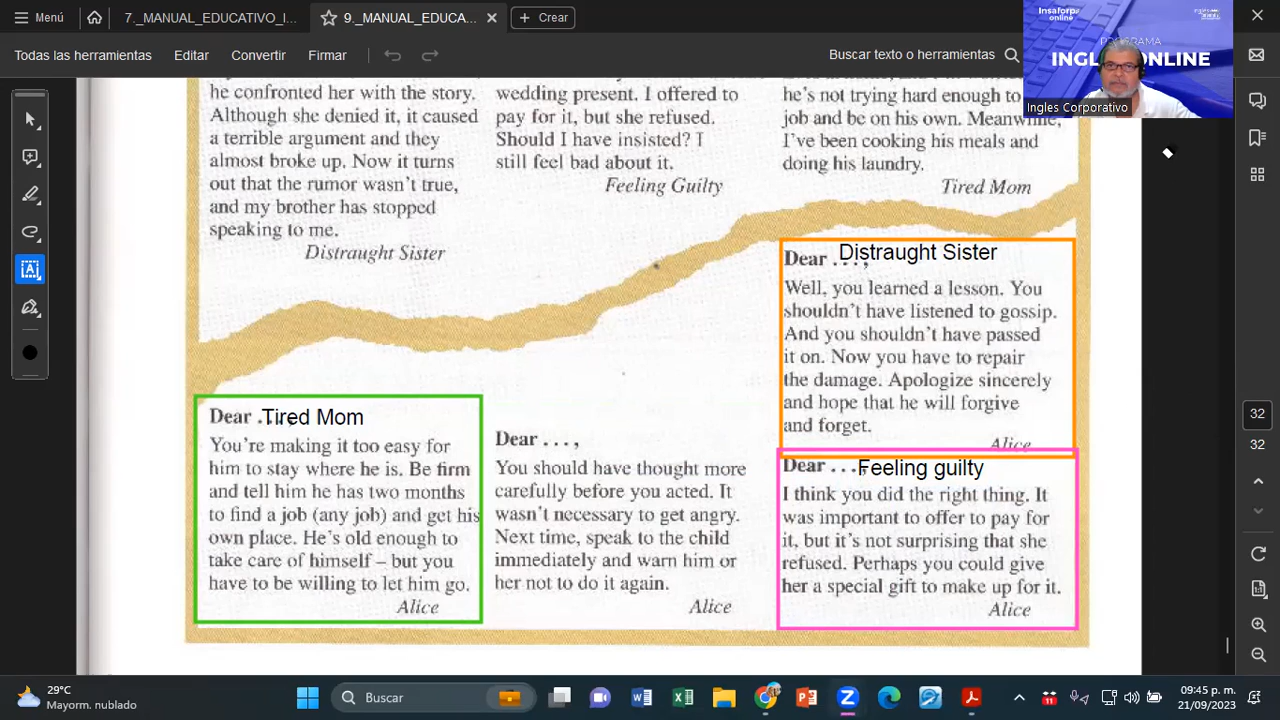 Menú
7._MANUAL_EDUCATIVO_I...
9._MANUAL_EDUCA...
Crear
Todas las herramientas
Editar
Convertir
Firmar
Buscar texto o herramientas
Insaforp
online
PROGRAMA
Ingles Corporativo
he confronted her with the story.
Although she denied it, it caused
a terrible argument and they
almost broke up. Now it turns
out that the rumor wasn't true,
and my brother has stopped
speaking to me.
Distraught Sister
wedding present. I offered to
pay for it, but she refused.
Should I have insisted? I
still feel bad about it.
Feeling Guilty
he's not trying hard enough to
job and be on his own. Meanwhile,
I've been cooking his meals and
doing his laundry.
Tired Mom
Dear . . . ,
Tired Mom
You're making it too easy for
him to stay where he is. Be firm
and tell him he has two months
to find a job (any job) and get his
own place. He's old enough to
take care of himself – but you
have to be willing to let him go.
Alice
Dear . . . ,
You should have thought more
carefully before you acted. It
wasn't necessary to get angry.
Next time, speak to the child
immediately and warn him or
her not to do it again.
Alice
Dear . . . ,
Distraught Sister
Well, you learned a lesson. You
shouldn't have listened to gossip.
And you shouldn't have passed
it on. Now you have to repair
the damage. Apologize sincerely
and hope that he will forgive
and forget.
Alice
Dear . . . ,
Feeling guilty
I think you did the right thing. It
was important to offer to pay for
it, but it's not surprising that she
refused. Perhaps you could give
her a special gift to make up for it.
Alice
32
32
29°C
Mayorm. nublado
Buscar
09:45 p. m.
21/09/2023